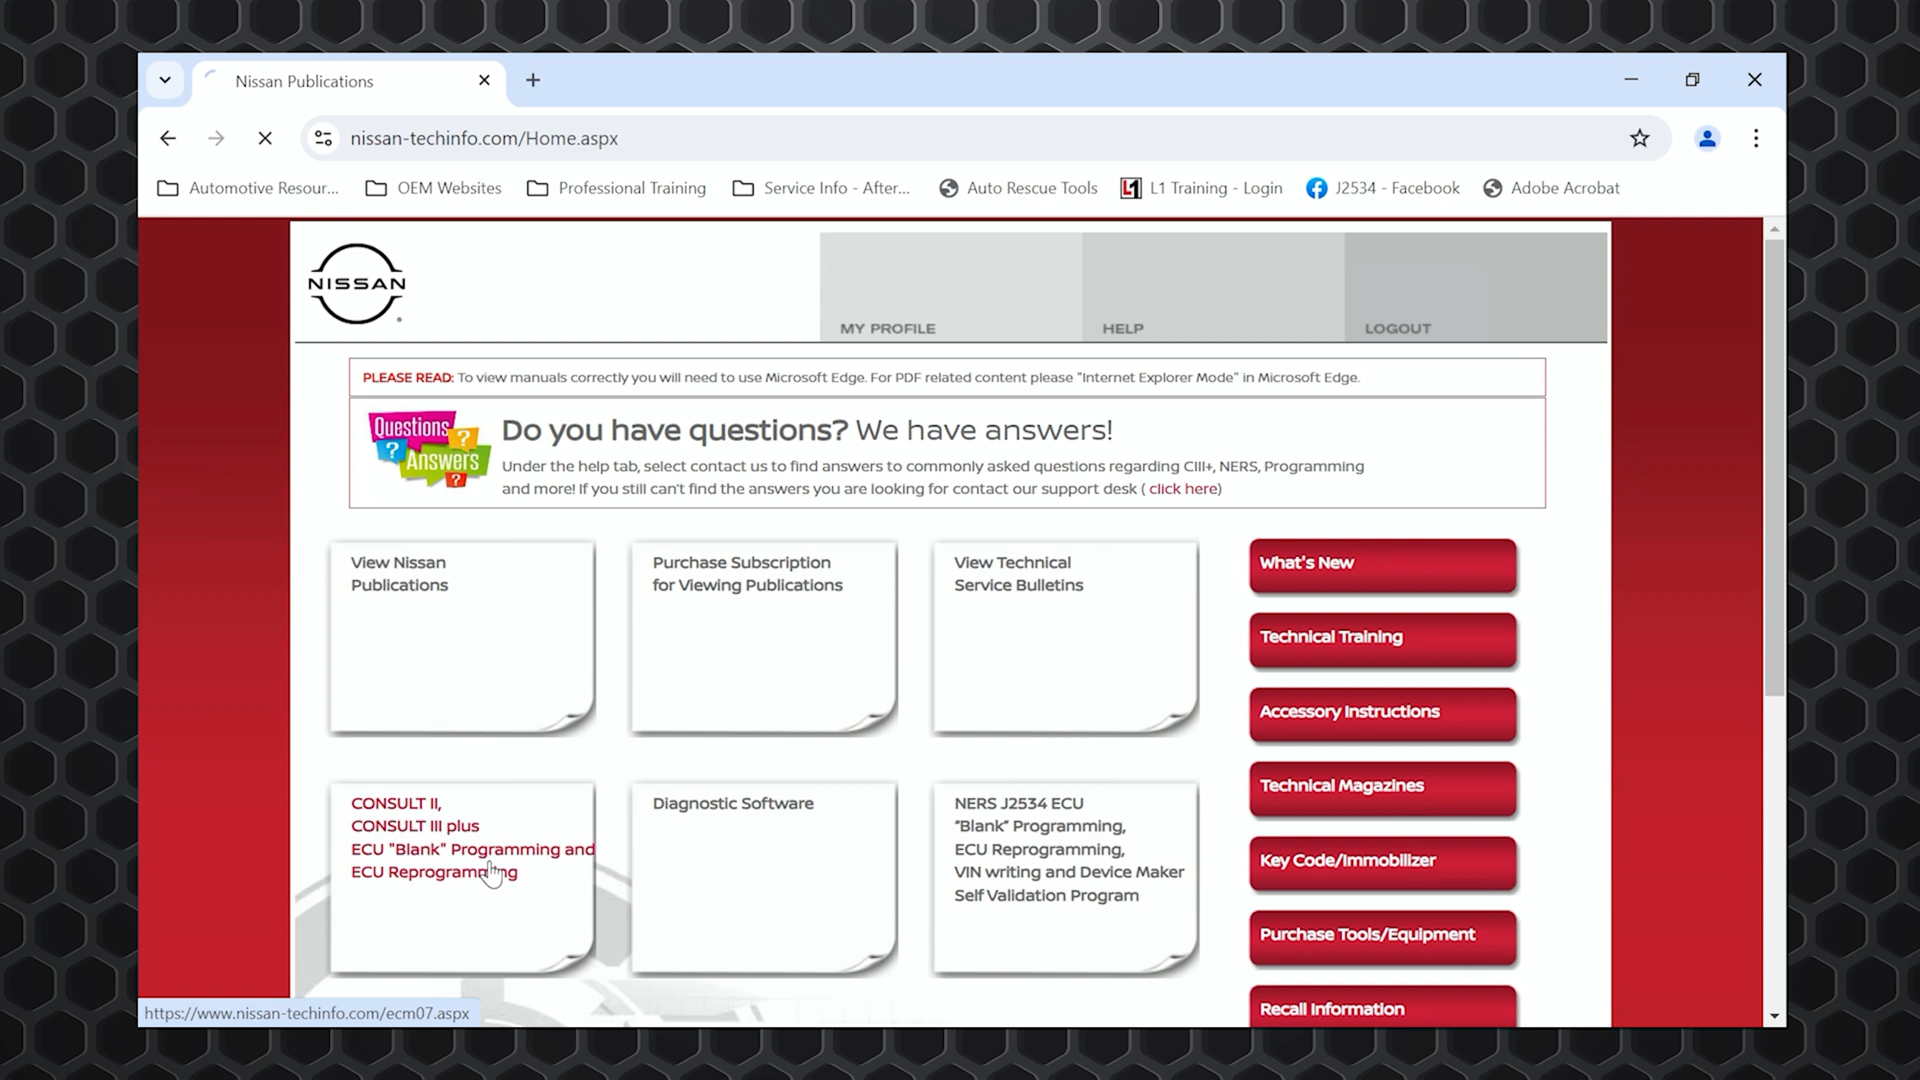 Nissan Publications
nissan-techinfo.com/Home.aspx
Automotive Resour...
OEM Websites
Professional Training
Service Info - After...
Auto Rescue Tools
L1
L1 Training - Login
J2534 - Facebook
Adobe Acrobat
NISSAN
MY PROFILE
HELP
LOGOUT
PLEASE READ: To view manuals correctly you will need to use Microsoft Edge. For PDF related content please "Internet Explorer Mode" in Microsoft Edge.
Questions
?
?
Answers
?
Do you have questions? We have answers!
Under the help tab, select contact us to find answers to commonly asked questions regarding CIII+, NERS, Programming
and more! If you still can't find the answers you are looking for contact our support desk ( click here)
View Nissan
Publications
Purchase Subscription
for Viewing Publications
View Technical
Service Bulletins
What's New
Technical Training
Accessory Instructions
Technical Magazines
CONSULT II,
CONSULT III plus
ECU "Blank" Programming and
ECU Reprogramming
Diagnostic Software
NERS J2534 ECU
"Blank" Programming,
ECU Reprogramming,
VIN writing and Device Maker
Self Validation Program
Key Code/Immobilizer
Purchase Tools/Equipment
Recall Information
https://www.nissan-techinfo.com/ecm07.aspx